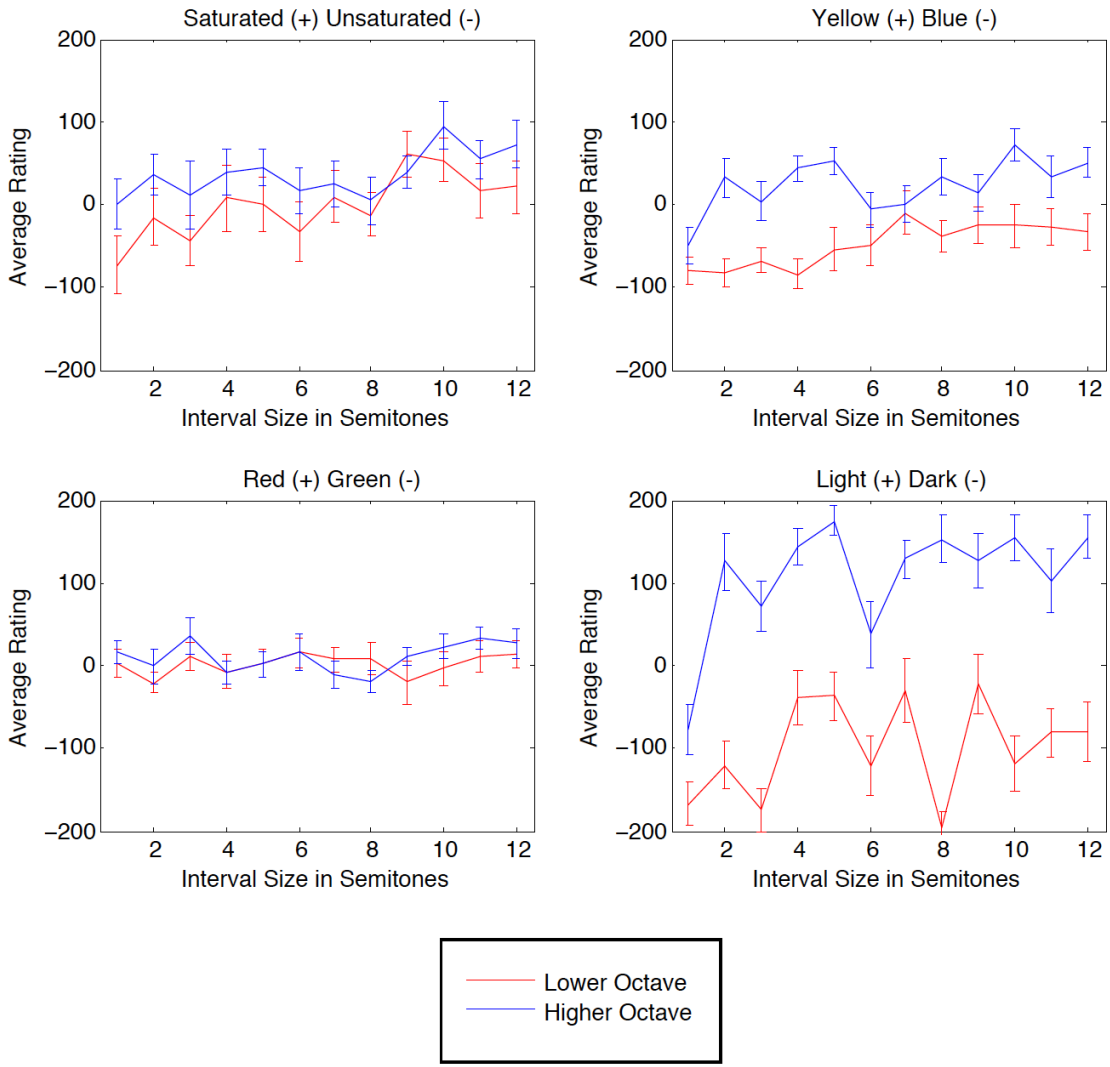 Saturated (+) Unsaturated (-)
200
100
0
−100
−200
Average Rating
2 4 6 8 10 12
Interval Size in Semitones
Yellow (+) Blue (-)
200
100
0
−100
−200
Average Rating
2 4 6 8 10 12
Interval Size in Semitones
Red (+) Green (-)
200
100
0
−100
−200
Average Rating
2 4 6 8 10 12
Interval Size in Semitones
Light (+) Dark (-)
200
100
0
−100
−200
Average Rating
2 4 6 8 10 12
Interval Size in Semitones
Lower Octave
Higher Octave